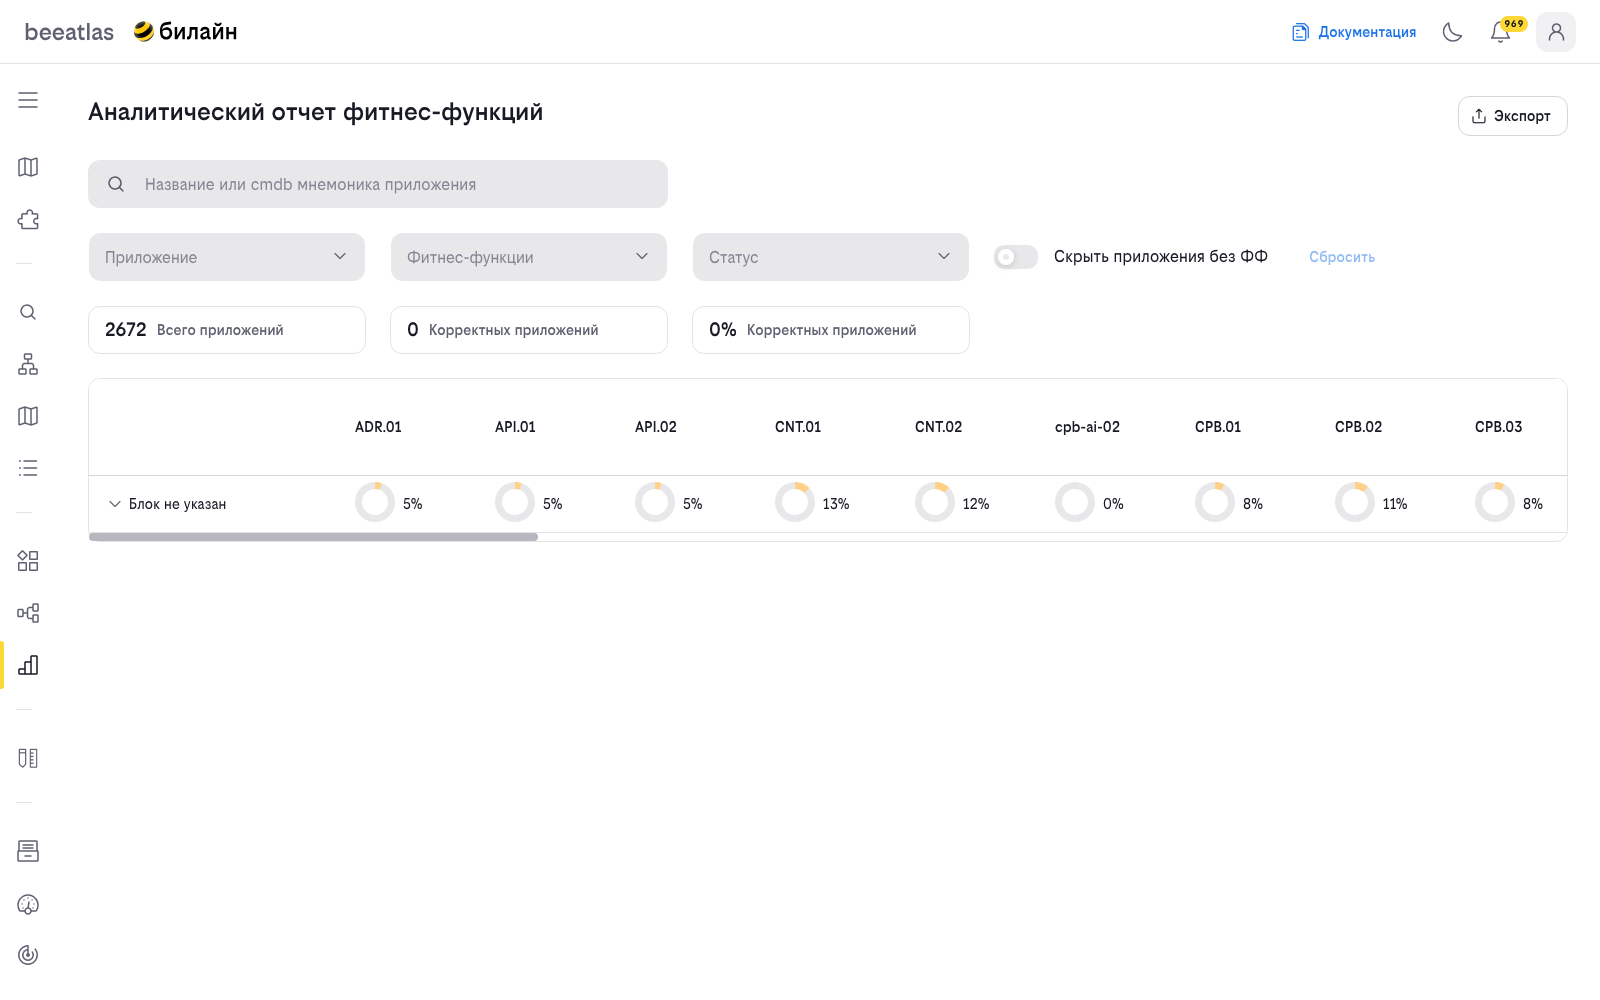 beeatlas билайн Документация 969
Аналитический отчет фитнес-функций Экспорт
Название или cmdb мнемоника приложения
Приложение Фитнес-функции Статус Скрыть приложения без ФФ Сбросить
2672 Всего приложений 0 Корректных приложений 0% Корректных приложений
ADR.01 API.01 API.02 CNT.01 CNT.02 cpb-ai-02 CPB.01 CPB.02 CPB.03
Блок не указан 5% 5% 5% 13% 12% 0% 8% 11% 8%